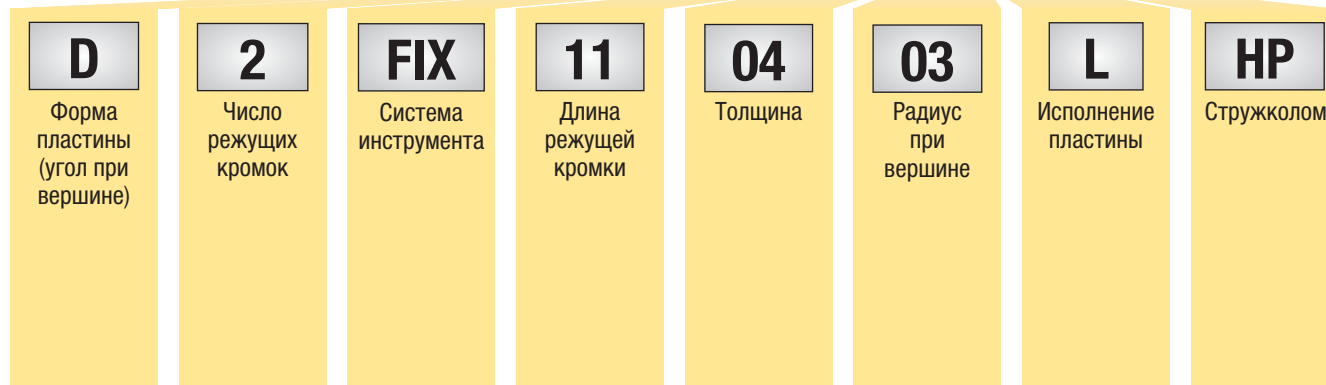 D
Форма
пластины
(угол при
вершине)
2
Число
режущих
кромок
FIX
Система
инструмента
11
Длина
режущей
кромки
04
Толщина
03
Радиус
при
вершине
L
Исполнение
пластины
HP
Стружколом